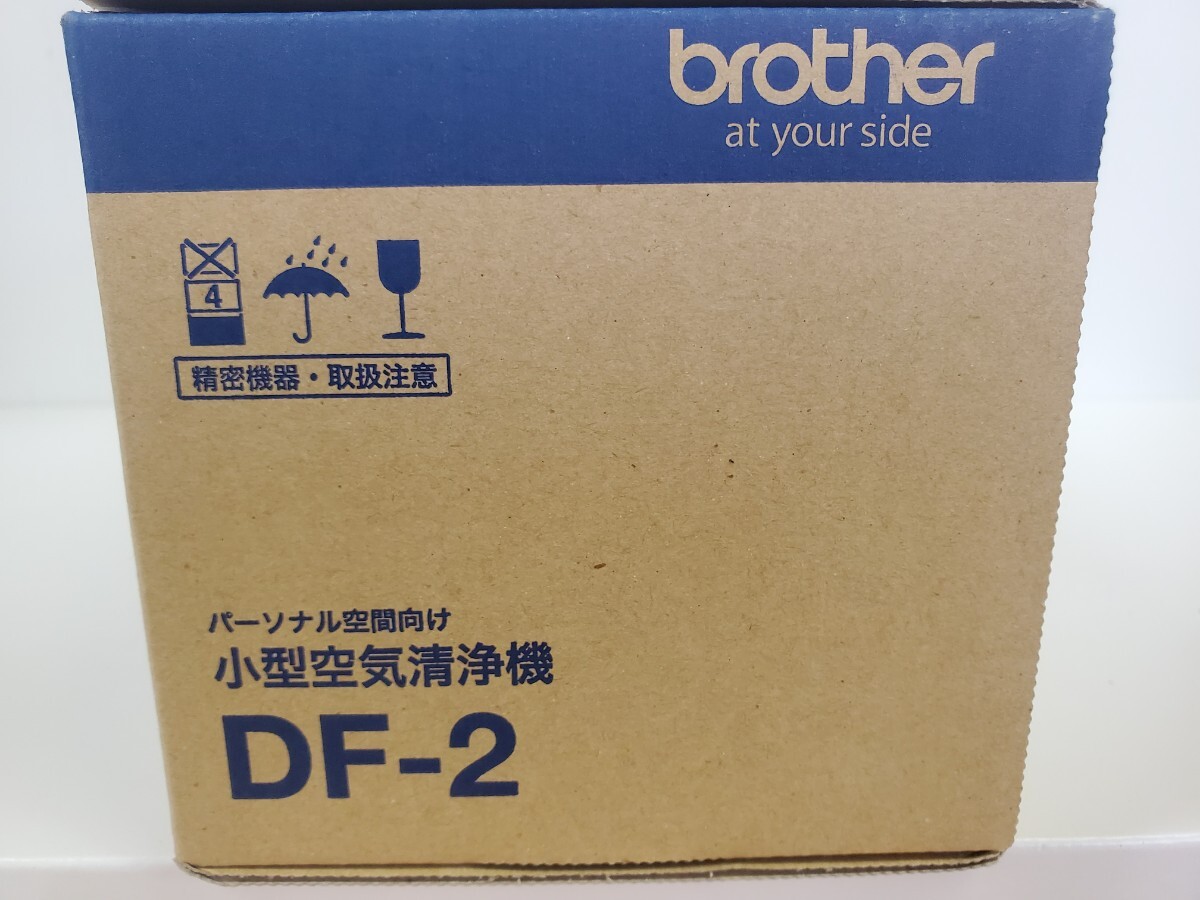 brother
at your side
4
精密機器・取扱注意
パーソナル空間向け
小型空気清浄機
DF-2